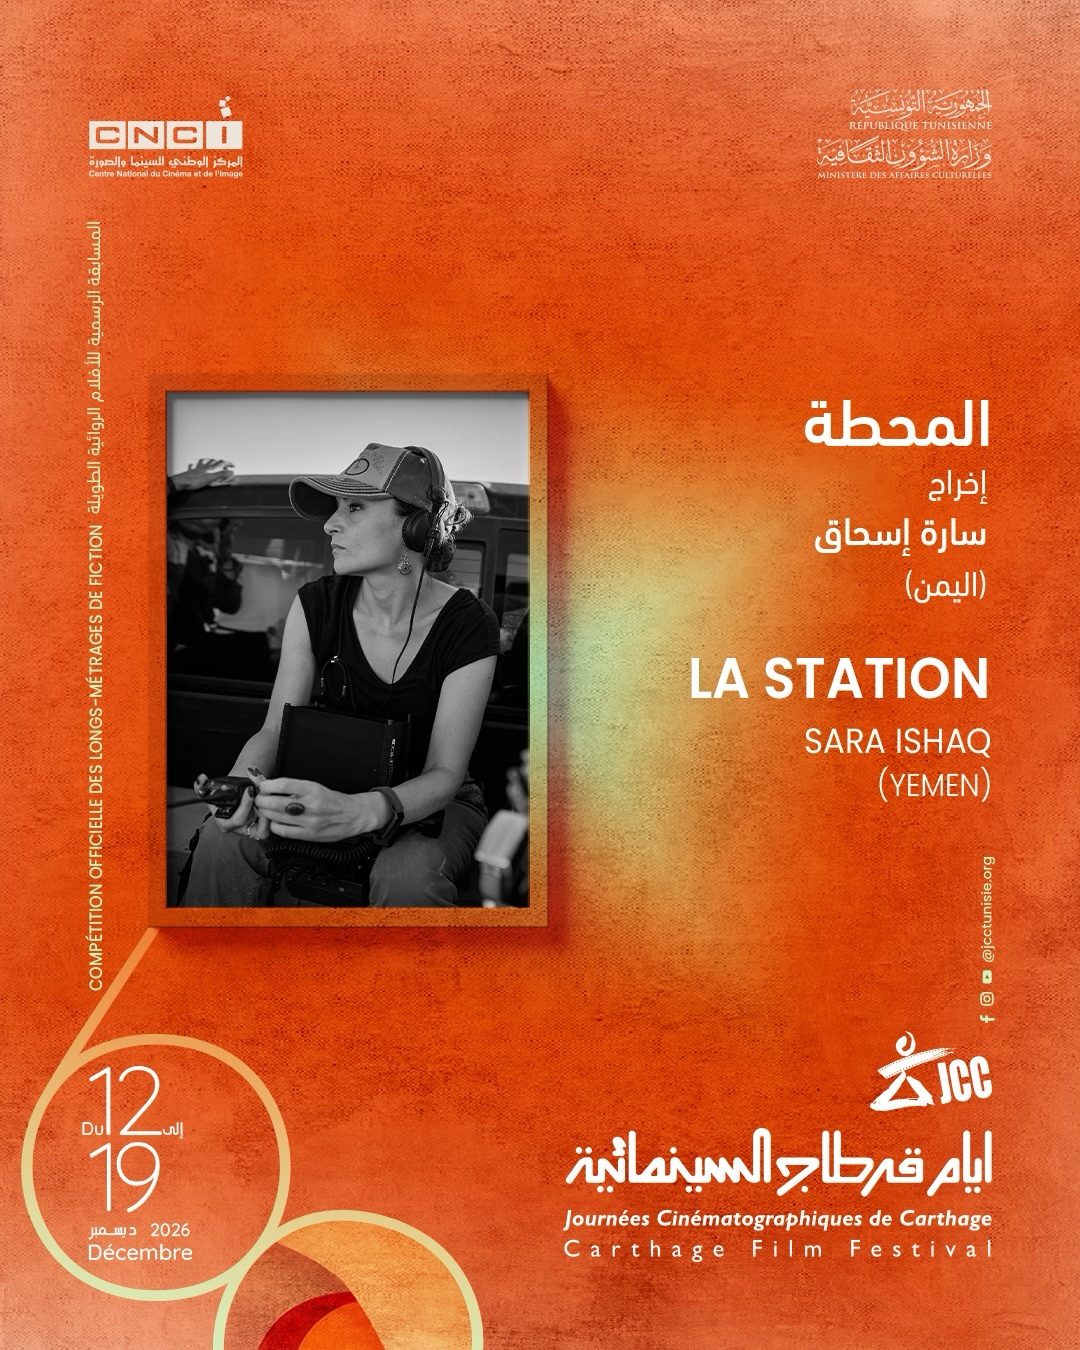 CNCI
المركز الوطني للسينما والصورة
Centre National du Cinéma et de l'Image
الجمهورية التونسية
RÉPUBLIQUE TUNISIENNE
وزارة الشؤون الثقافية
MINISTÈRE DES AFFAIRES CULTURELLES
COMPÉTITION OFFICIELLE DES LONGS-MÉTRAGES DE FICTION المسابقة الرسمية للأفلام الروائية الطويلة
المحطة
إخراج
سارة إسحاق
(اليمن)
LA STATION
SARA ISHAQ
(YEMEN)
@jcctunisie.org
JCC
ايام قرطاج السينمائية
Journées Cinématographiques de Carthage
Carthage Film Festival
Du 12 إلى
19
ديسمبر 2026
Décembre